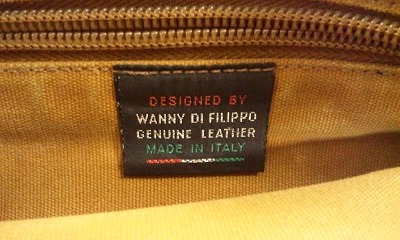 DESIGNED BY
WANNY DI FILIPPO
GENUINE LEATHER
MADE IN ITALY